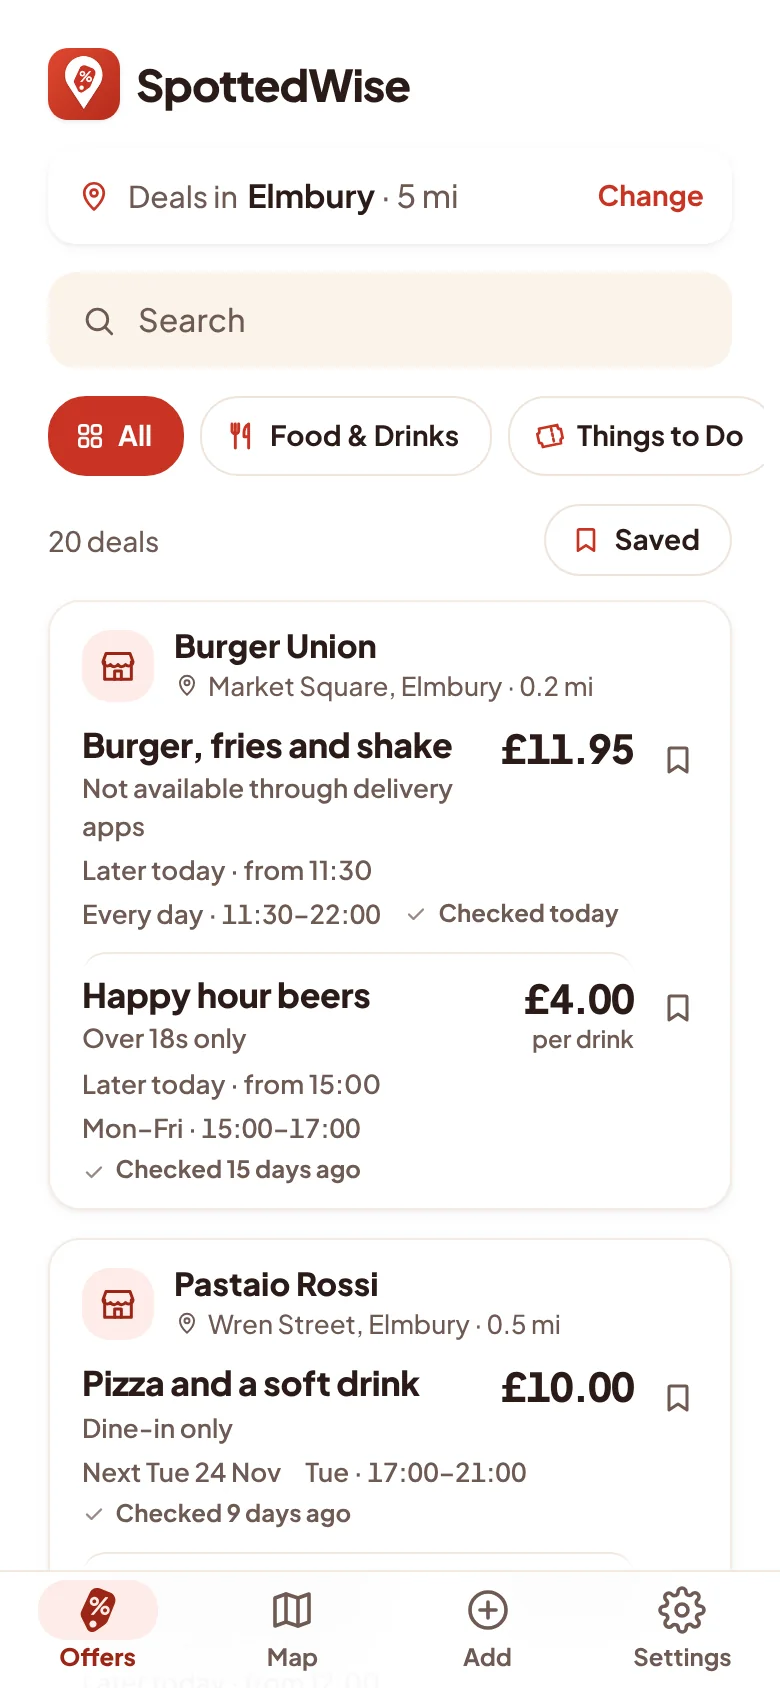 SpottedWise
Deals in Elmbury · 5 mi
Change
Search
All
Food & Drinks
Things to Do
20 deals
Saved
Burger Union
Market Square, Elmbury · 0.2 mi
Burger, fries and shake
£11.95
Not available through delivery
apps
Later today · from 11:30
Every day · 11:30–22:00
Checked today
Happy hour beers
£4.00
Over 18s only
per drink
Later today · from 15:00
Mon–Fri · 15:00–17:00
Checked 15 days ago
Pastaio Rossi
Wren Street, Elmbury · 0.5 mi
Pizza and a soft drink
£10.00
Dine-in only
Next Tue 24 Nov
Tue · 17:00–21:00
Checked 9 days ago
Offers
Map
Add
Settings
Later today · from 12:00